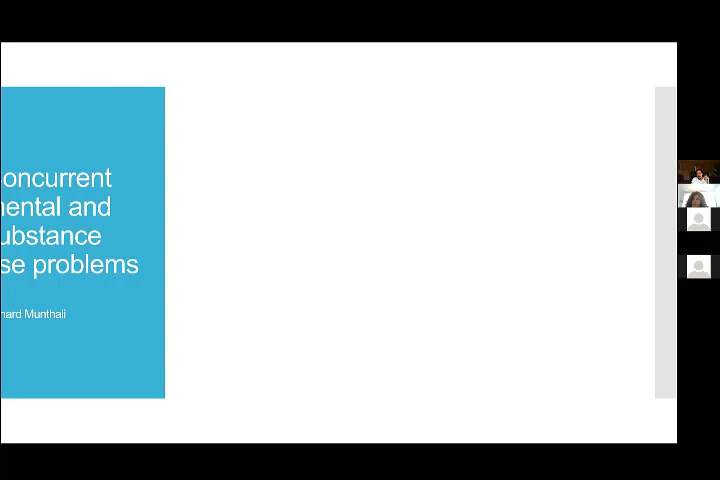 oncurrent
ental and
ubstance
se problems
hard Munthali